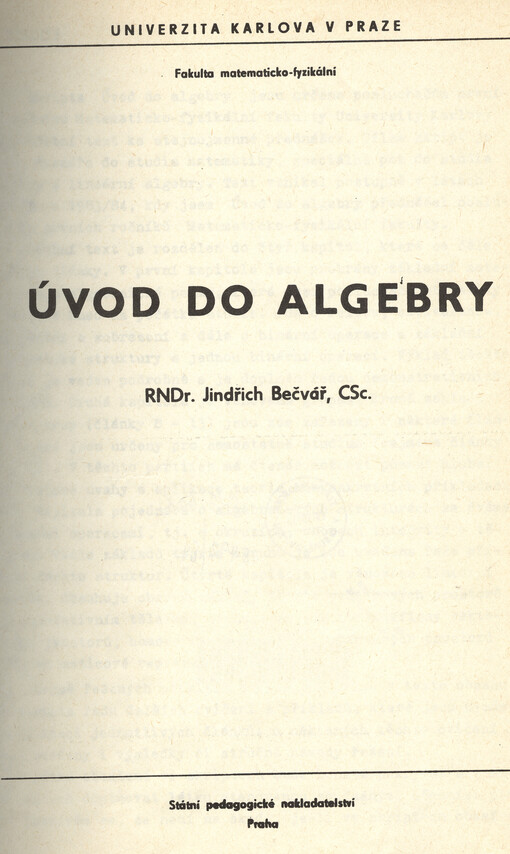 UNIVERZITA KARLOVA V PRAZE
Fakulta matematicko-fyzikální
ÚVOD DO ALGEBRY
RNDr. Jindřich Bečvář, CSc.
Státní pedagogické nakladatelství
Praha